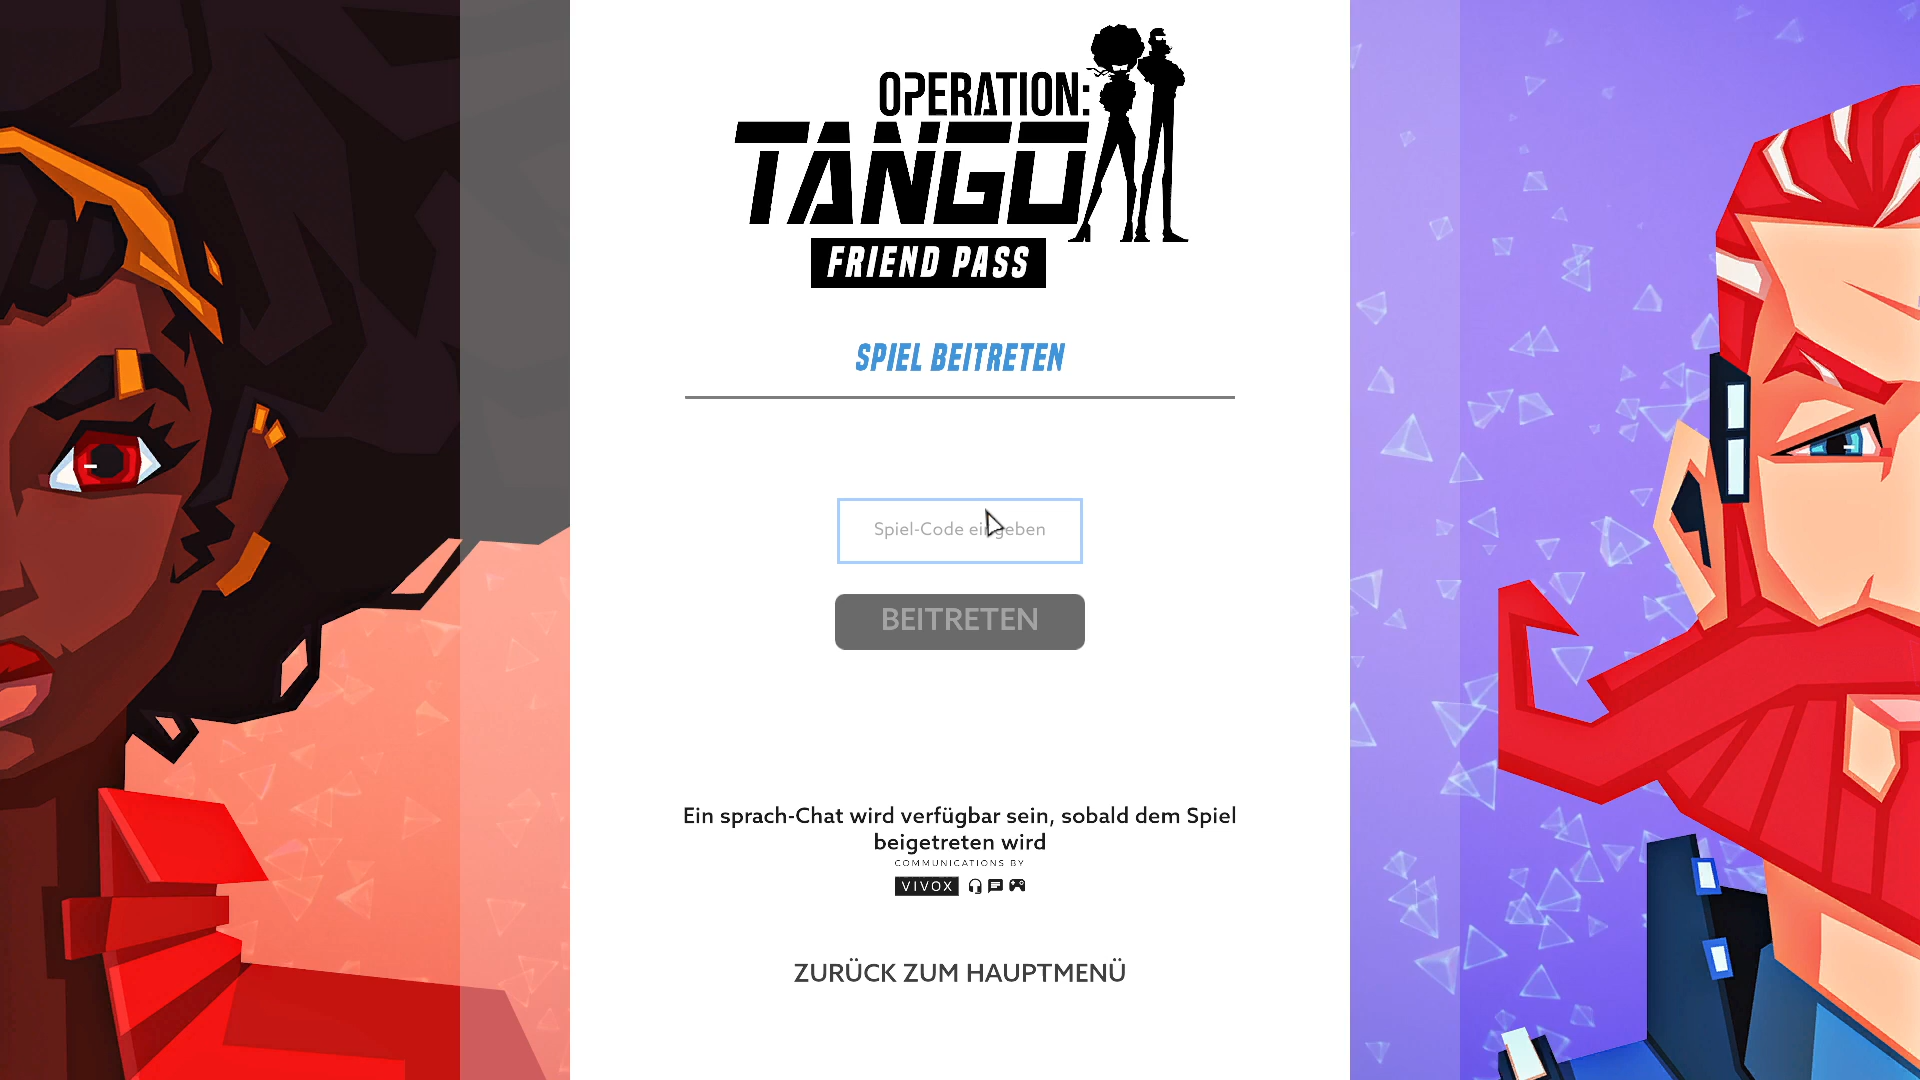 OPERATION:
TANGO
FRIEND PASS
SPIEL BEITRETEN
Spiel-Code eingeben
BEITRETEN
Ein sprach-Chat wird verfügbar sein, sobald dem Spiel
beigetreten wird
COMMUNICATIONS BY
VIVOX
ZURÜCK ZUM HAUPTMENÜ